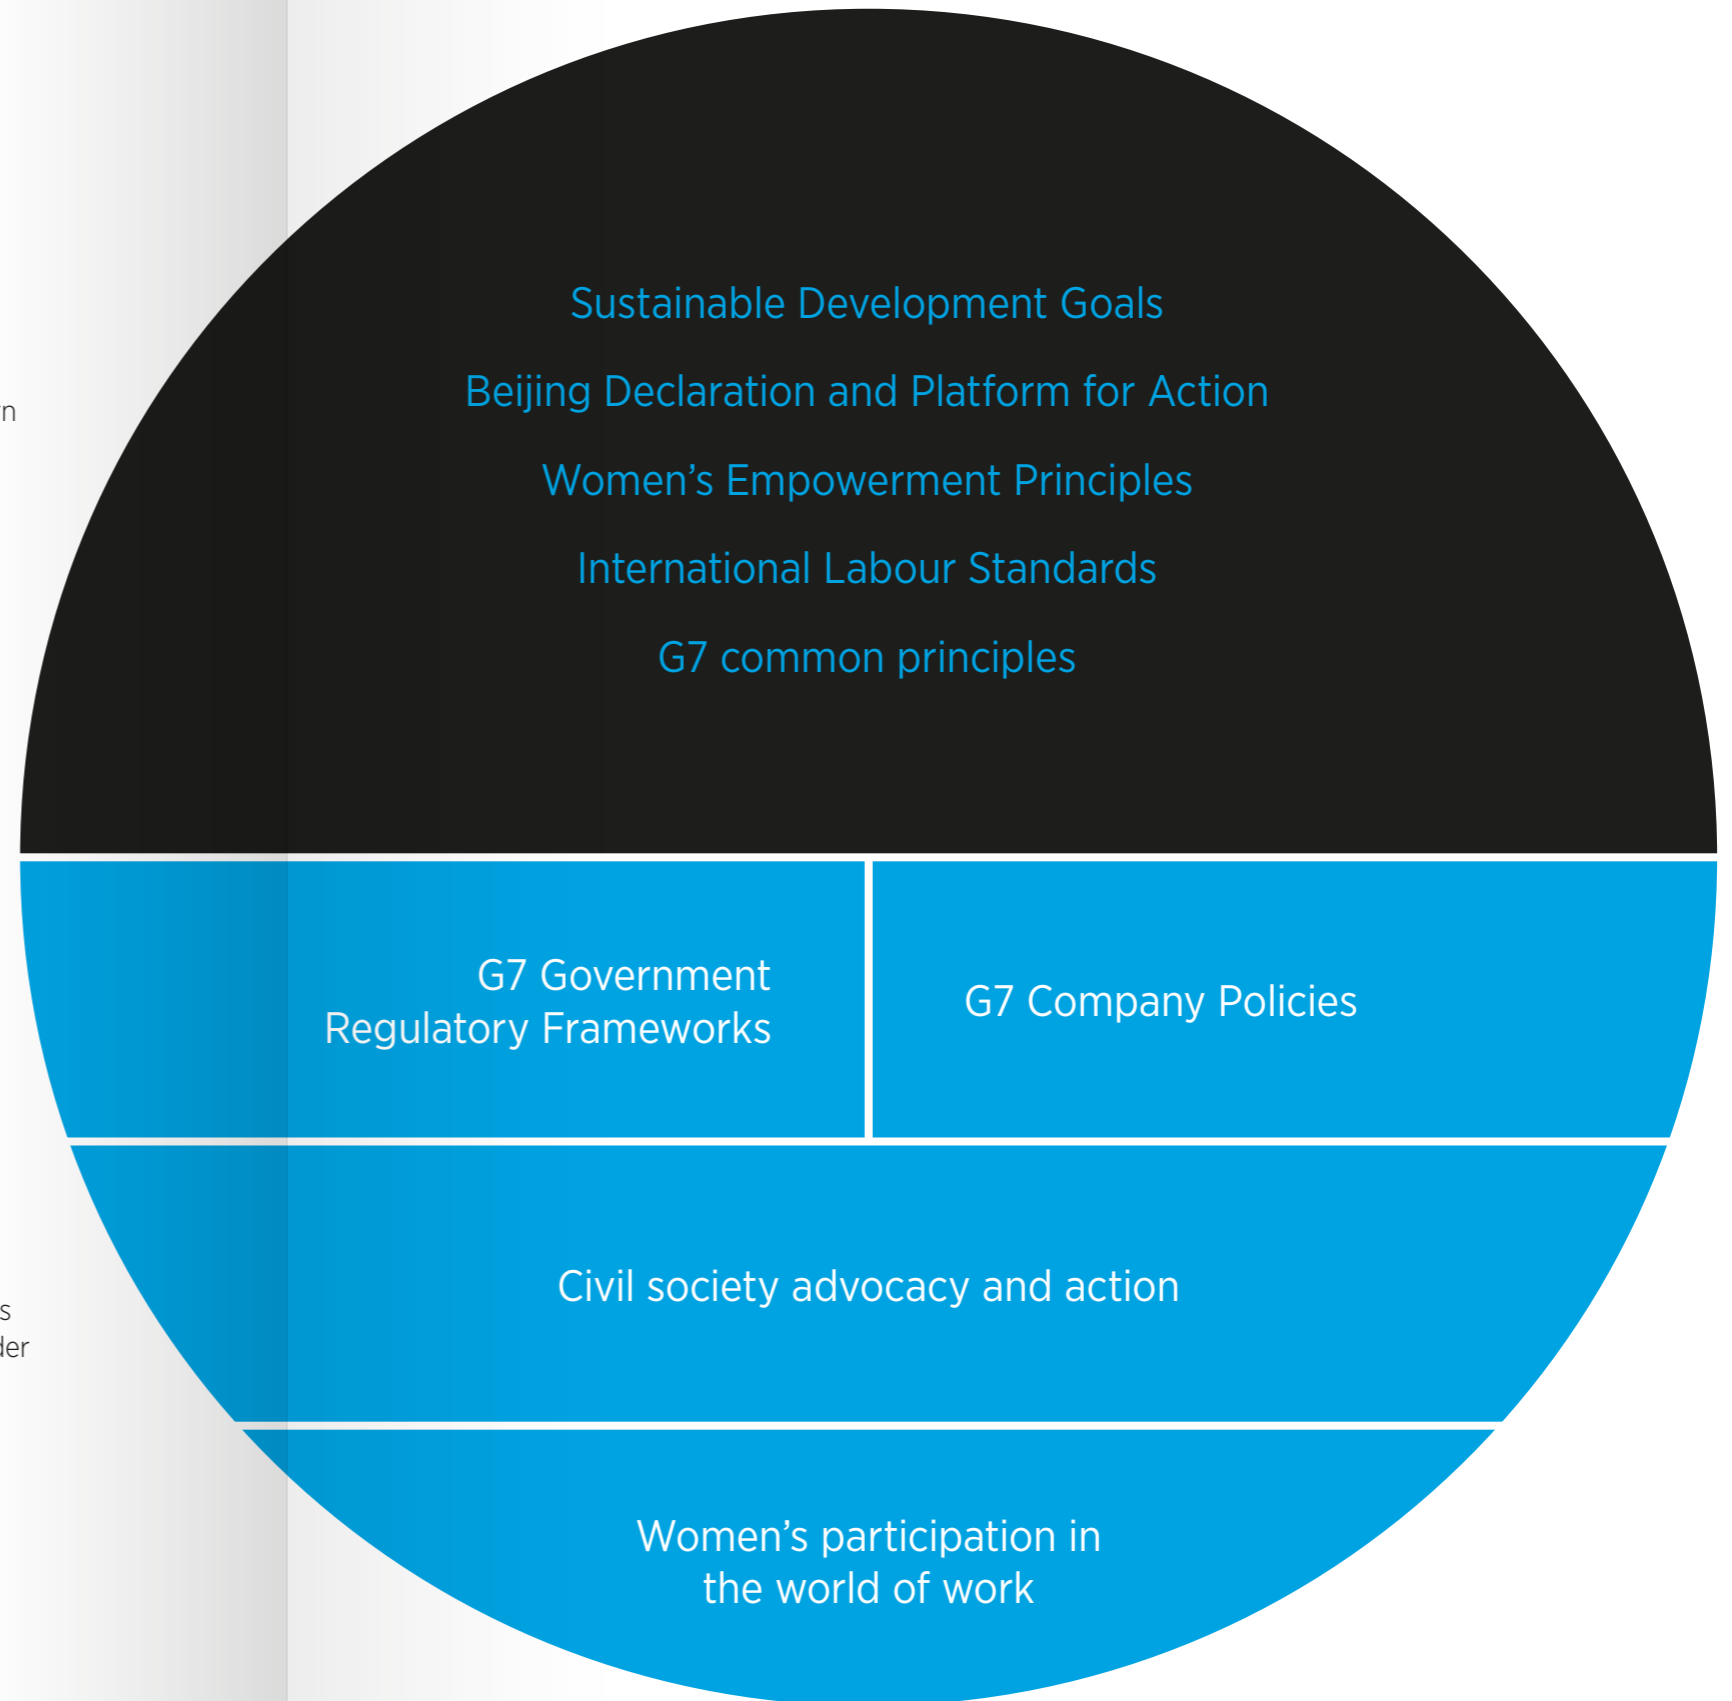 Sustainable Development Goals
Beijing Declaration and Platform for Action
Women’s Empowerment Principles
International Labour Standards
G7 common principles
G7 Government
Regulatory Frameworks
G7 Company Policies
Civil society advocacy and action
Women’s participation in
the world of work